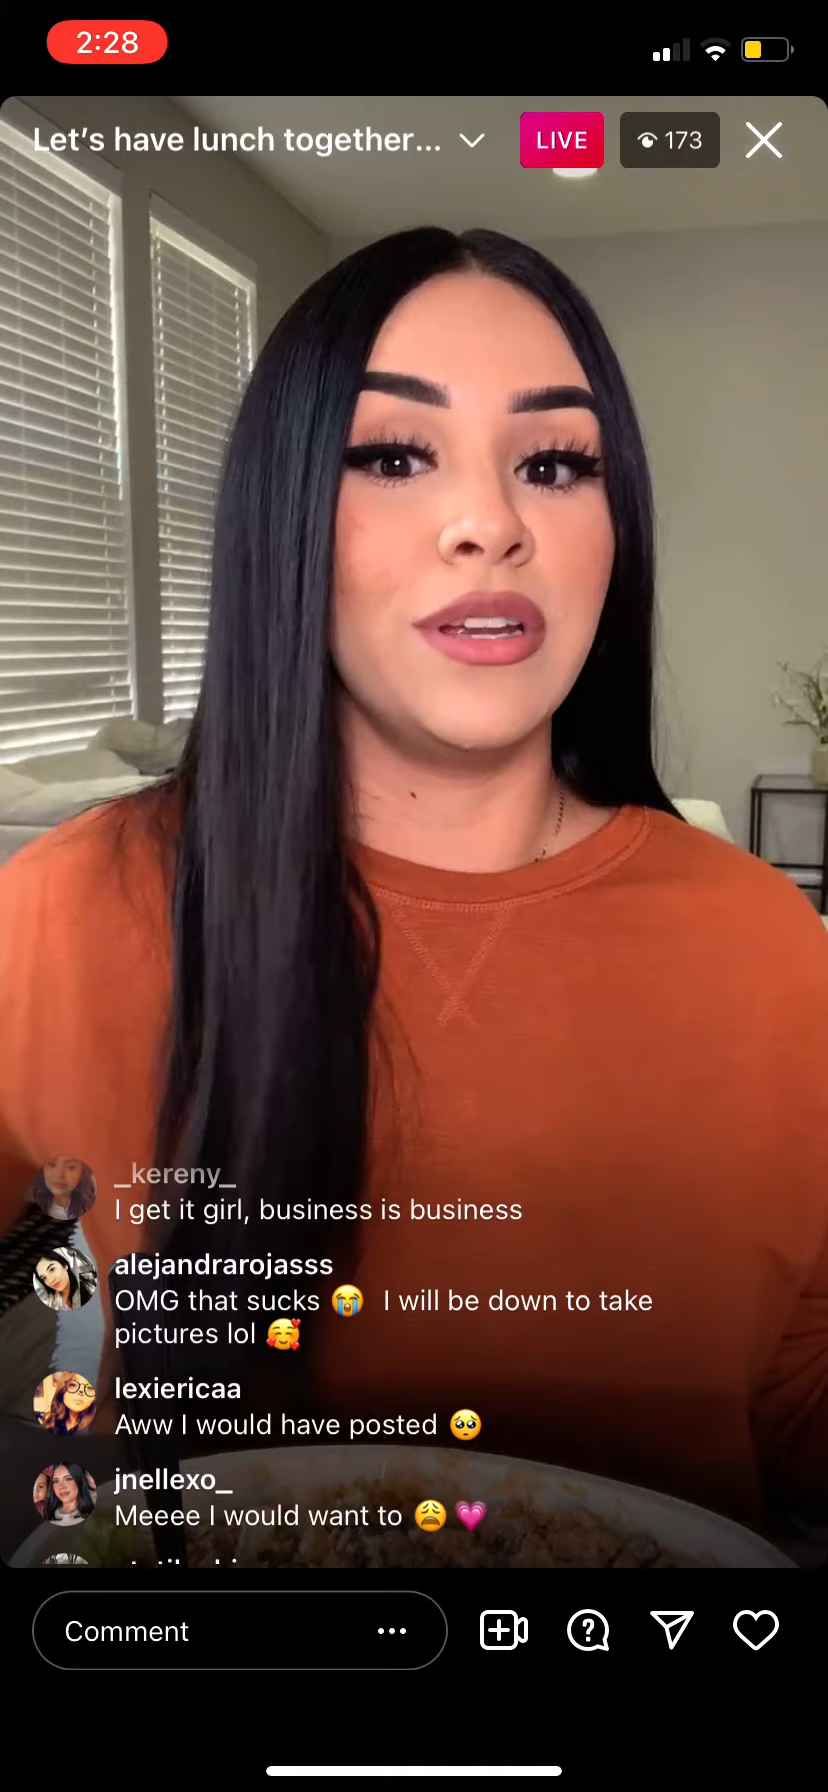 2:28
Let's have lunch together...
LIVE
173
_kereny_
I get it girl, business is business
alejandrarojasss
OMG that sucks 😭 I will be down to take
pictures lol 🥰
lexiericaa
Aww I would have posted 🥺
jnellexo_
Meeee I would want to 😩💗
Comment